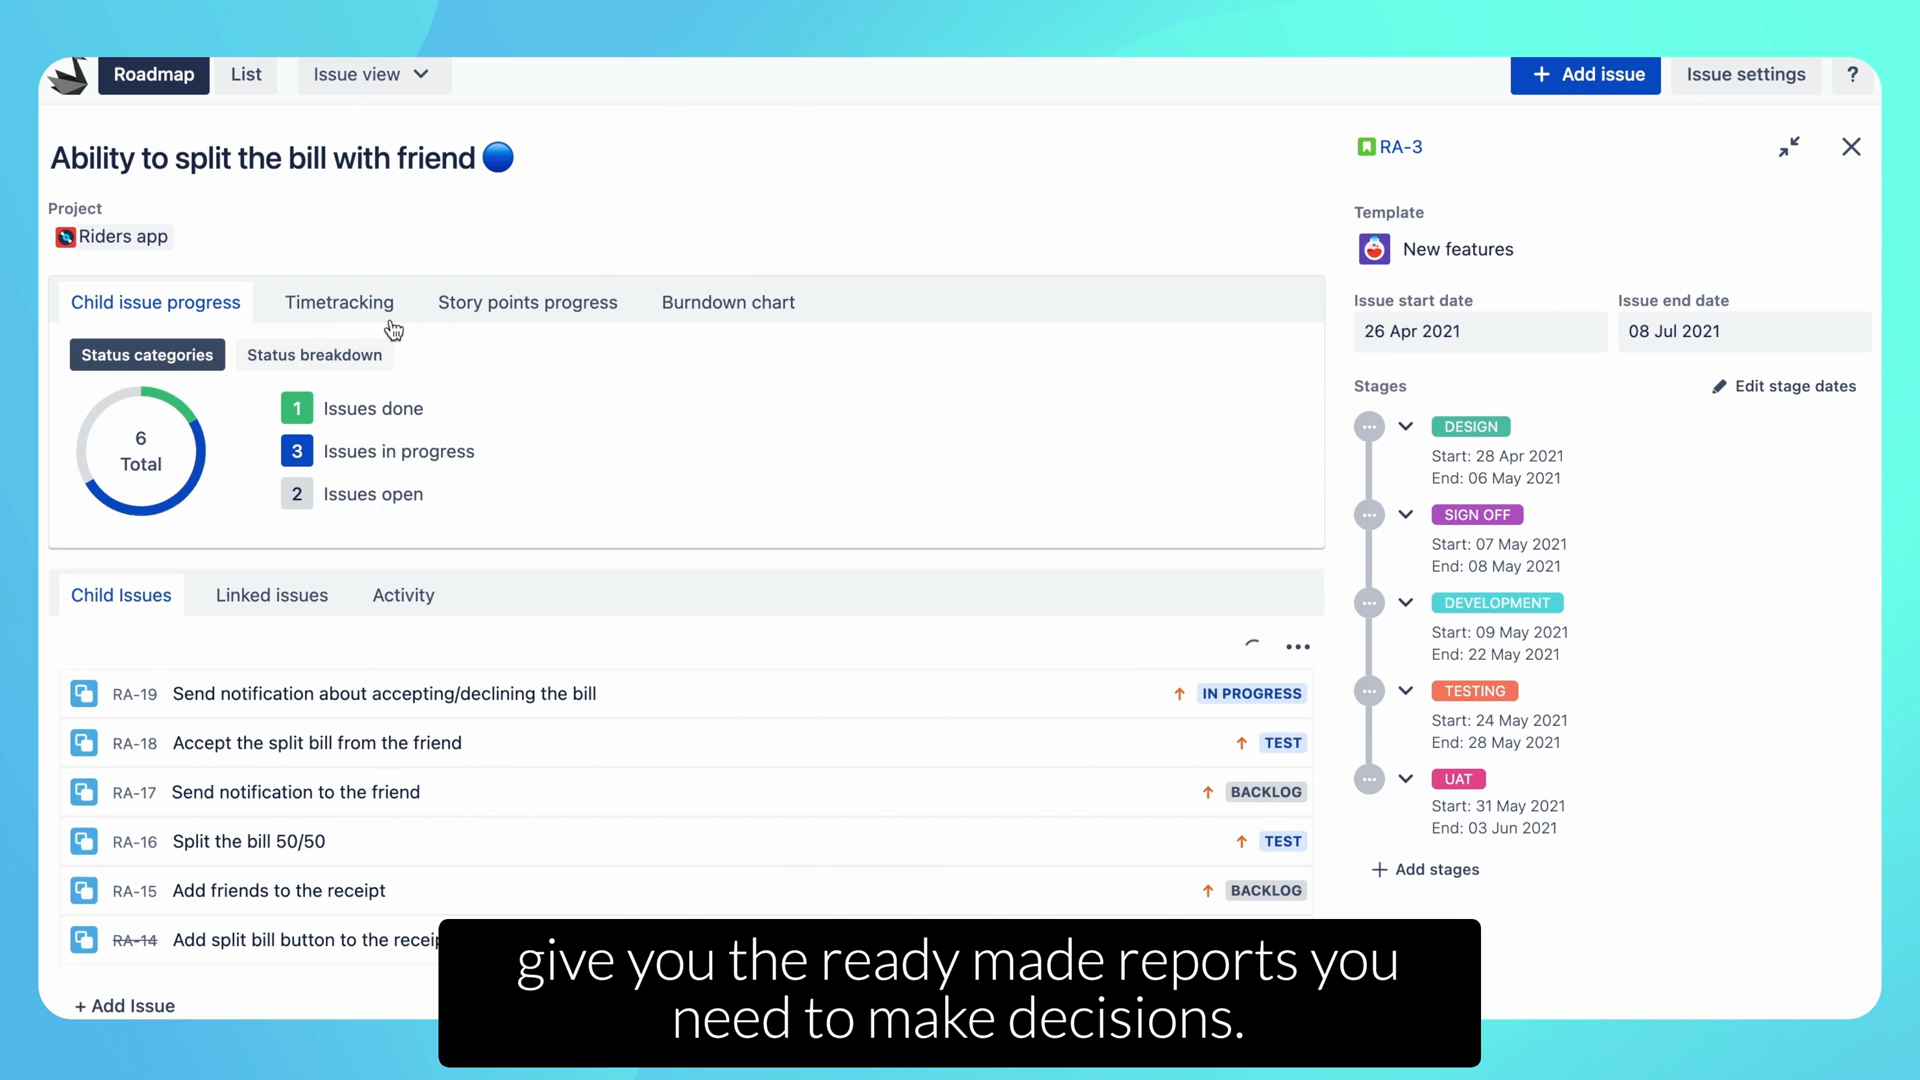 Roadmap
List
Issue view
+ Add issue
Issue settings
?
Ability to split the bill with friend
RA-3
Project
Riders app
Template
New features
Child issue progress
Timetracking
Story points progress
Burndown chart
Issue start date
Issue end date
26 Apr 2021
08 Jul 2021
Status categories
Status breakdown
6
Total
1 Issues done
3 Issues in progress
2 Issues open
Stages
Edit stage dates
DESIGN
Start: 28 Apr 2021
End: 06 May 2021
SIGN OFF
Start: 07 May 2021
End: 08 May 2021
DEVELOPMENT
Start: 09 May 2021
End: 22 May 2021
TESTING
Start: 24 May 2021
End: 28 May 2021
UAT
Start: 31 May 2021
End: 03 Jun 2021
+ Add stages
Child Issues
Linked issues
Activity
RA-19 Send notification about accepting/declining the bill IN PROGRESS
RA-18 Accept the split bill from the friend TEST
RA-17 Send notification to the friend BACKLOG
RA-16 Split the bill 50/50 TEST
RA-15 Add friends to the receipt BACKLOG
RA-14 Add split bill button to the
+ Add Issue
give you the ready made reports you
need to make decisions.